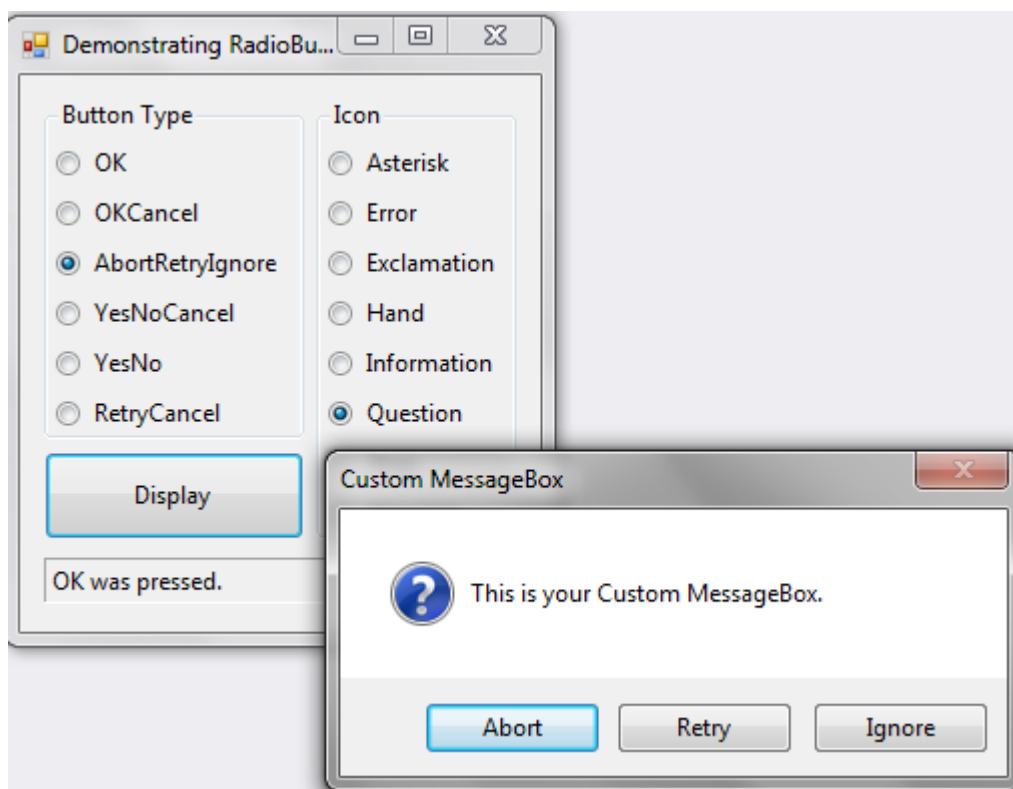 Demonstrating RadioBu...
Button Type
OK
OKCancel
AbortRetryIgnore
YesNoCancel
YesNo
RetryCancel
Icon
Asterisk
Error
Exclamation
Hand
Information
Question
Display
OK was pressed.
Custom MessageBox
This is your Custom MessageBox.
Abort Retry Ignore